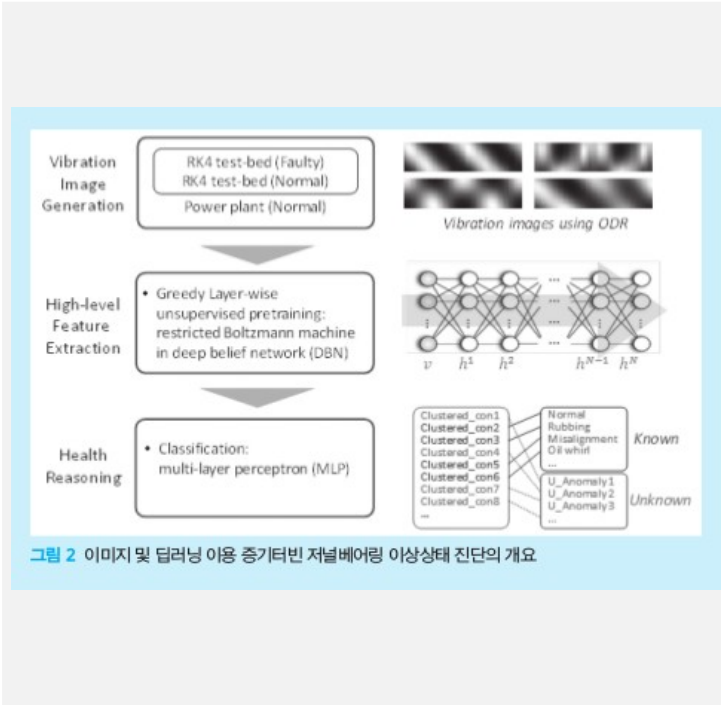 Vibration
Image
Generation
RK4 test-bed (Faulty)
RK4 test-bed (Normal)
Power plant (Normal)
Vibration images using ODR
High-level
Feature
Extraction
• Greedy Layer-wise
unsupervised pretraining:
restricted Boltzmann machine
in deep belief network (DBN)
...
...
v h¹ h² ... hᴺ⁻¹ hᴺ
Health
Reasoning
• Classification:
multi-layer perceptron (MLP)
Clustered_con1
Clustered_con2
Clustered_con3
Clustered_con4
Clustered_con5
Clustered_con6
Clustered_con7
Clustered_con8
...
Normal
Rubbing
Misalignment
Oil whirl
...
Known
U_Anomaly1
U_Anomaly2
U_Anomaly3
...
Unknown
그림 2 이미지 및 딥러닝 이용 증기터빈 저널베어링 이상상태 진단의 개요